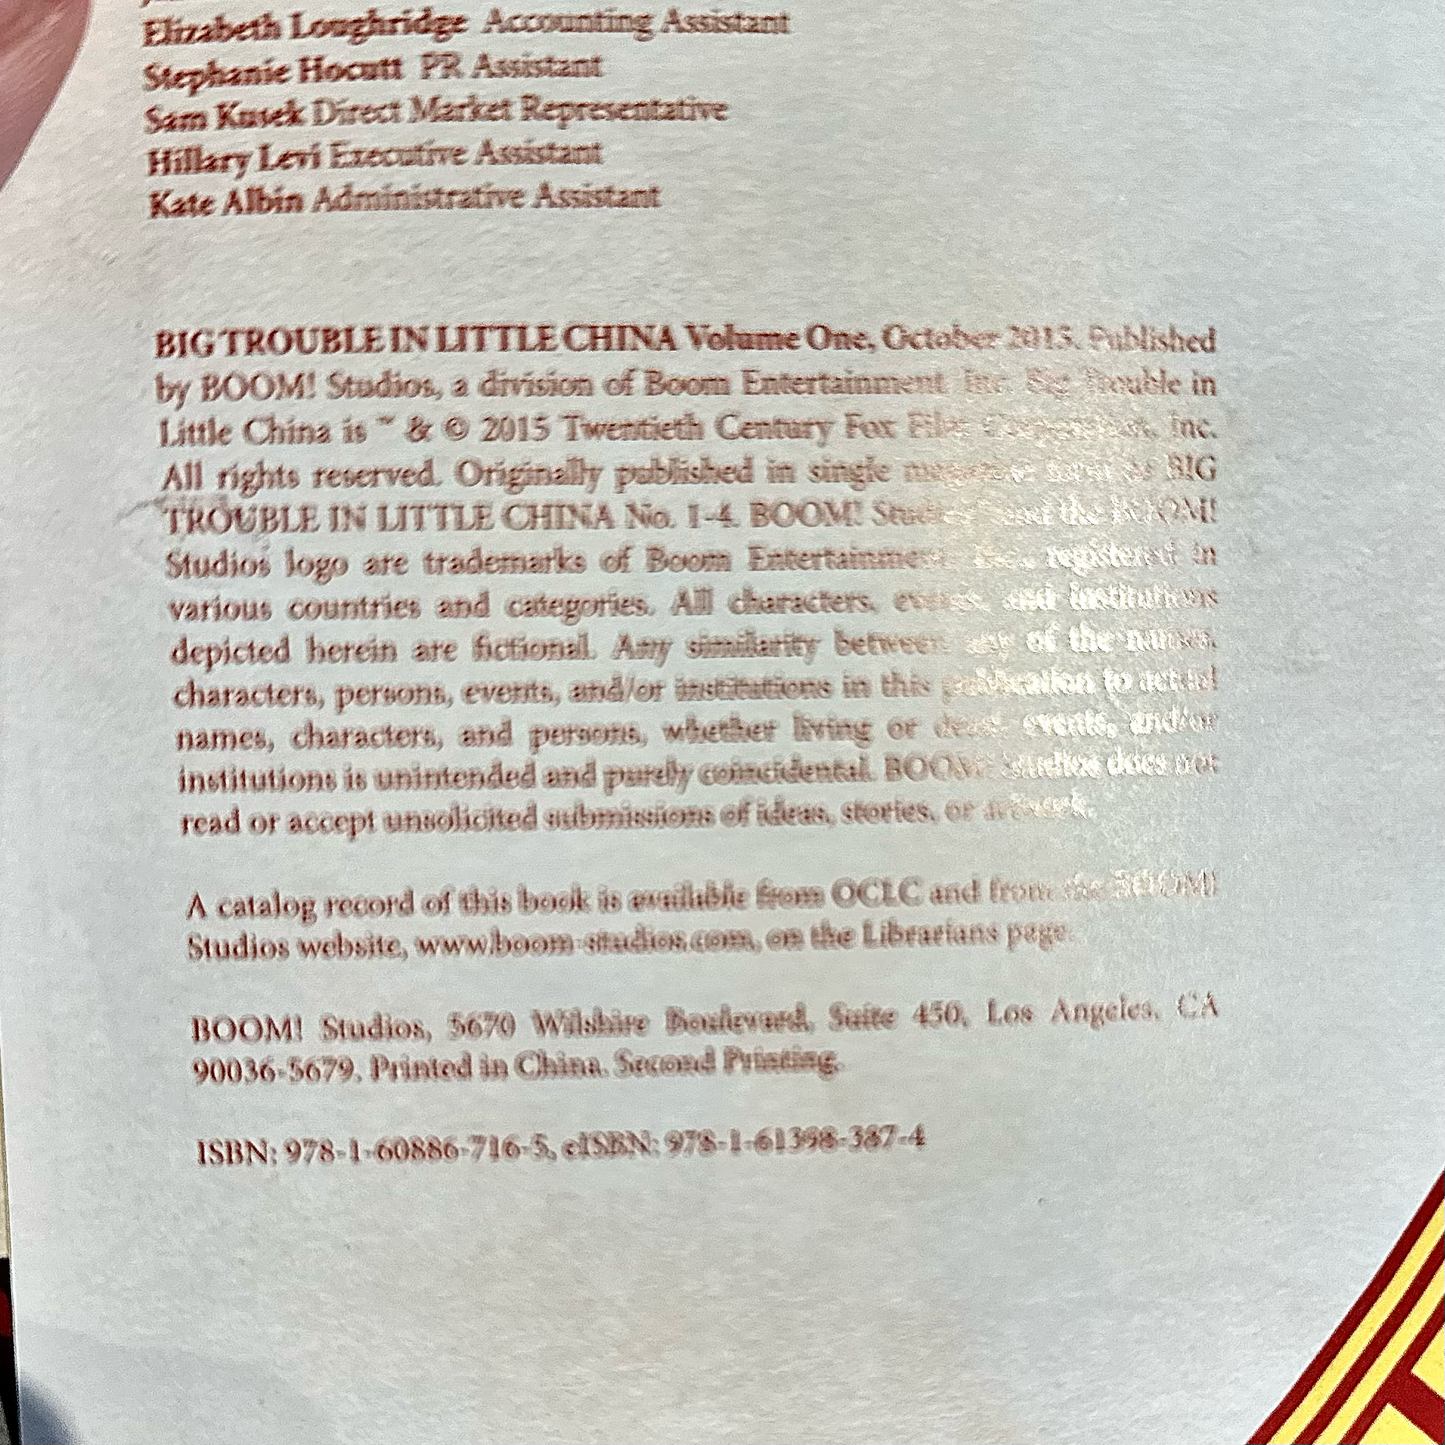 Elizabeth Loughridge Accounting Assistant
Stephanie Hocutt PR Assistant
Sam Kusek Direct Market Representative
Hillary Levi Executive Assistant
Kate Albin Administrative Assistant
BIG TROUBLE IN LITTLE CHINA Volume One, October 2015. Published
by BOOM! Studios, a division of Boom Entertainment, Inc. Big Trouble in
Little China is ™ & © 2015 Twentieth Century Fox Film Corporation, Inc.
All rights reserved. Originally published in single magazine form as BIG
TROUBLE IN LITTLE CHINA No. 1-4. BOOM! Studios™ and the BOOM!
Studios logo are trademarks of Boom Entertainment, Inc., registered in
various countries and categories. All characters, events, and institutions
depicted herein are fictional. Any similarity between any of the names,
characters, persons, events, and/or institutions in this publication to actual
names, characters, and persons, whether living or dead, events, and/or
institutions is unintended and purely coincidental. BOOM! Studios does not
read or accept unsolicited submissions of ideas, stories, or artwork.
A catalog record of this book is available from OCLC and from the BOOM!
Studios website, www.boom-studios.com, on the Librarians page.
BOOM! Studios, 5670 Wilshire Boulevard, Suite 450, Los Angeles, CA
90036-5679. Printed in China. Second Printing.
ISBN: 978-1-60886-716-5, eISBN: 978-1-61398-387-4